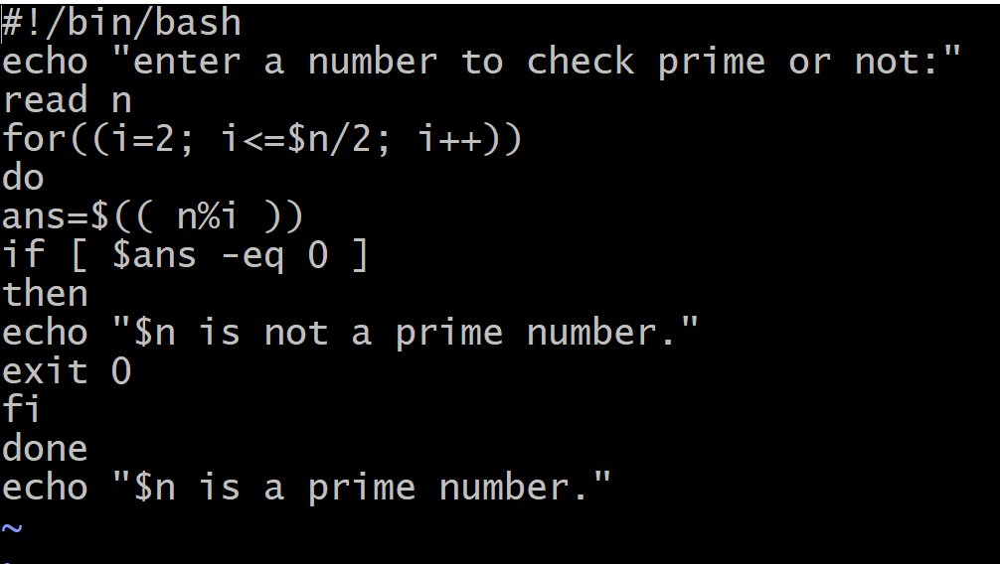 #!/bin/bash
echo "enter a number to check prime or not:"
read n
for((i=2; i<=$n/2; i++))
do
ans=$(( n%i ))
if [ $ans -eq 0 ]
then
echo "$n is not a prime number."
exit 0
fi
done
echo "$n is a prime number."
~